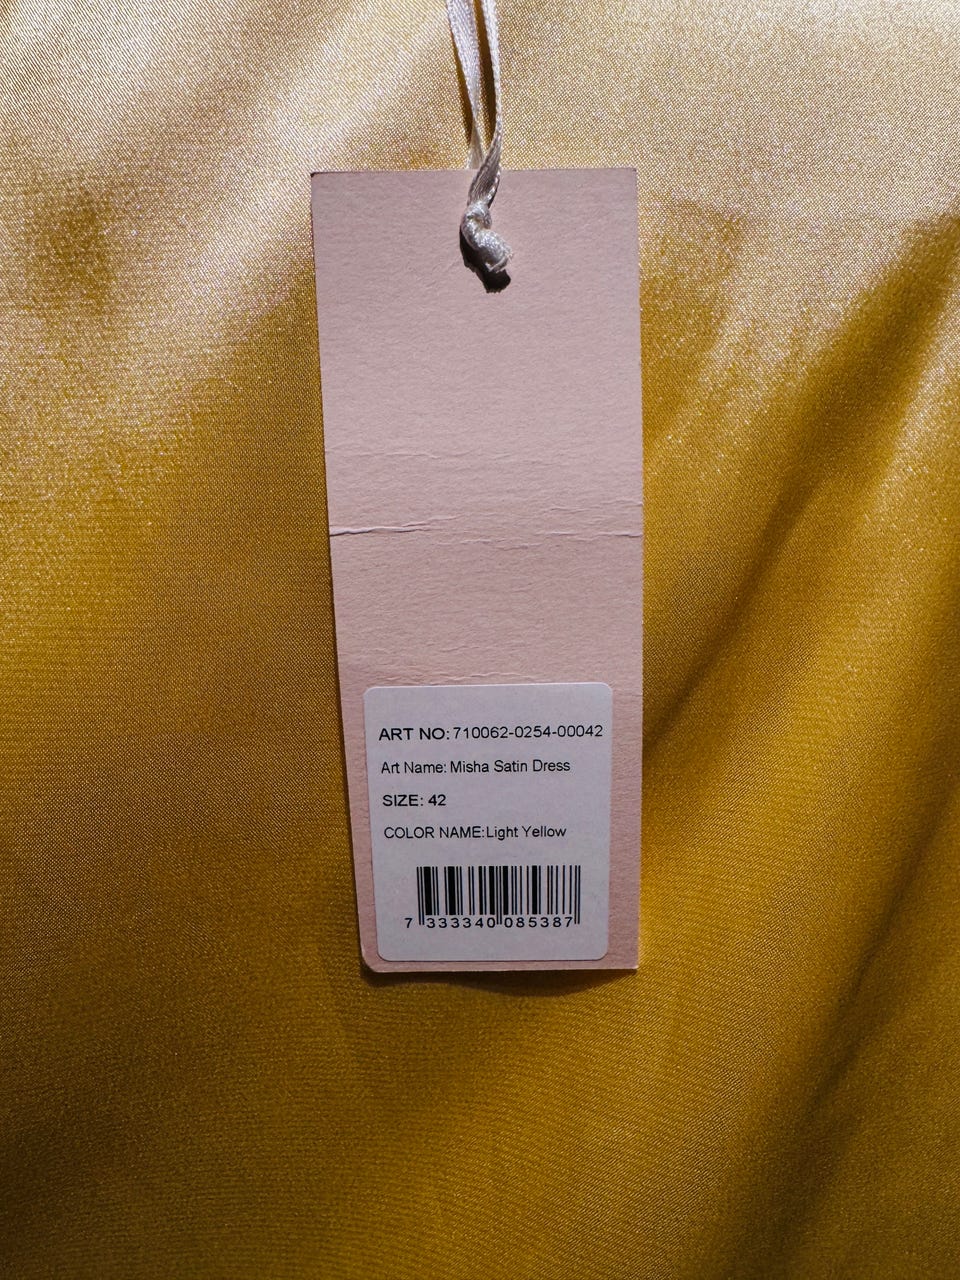 ART NO: 710062-0254-00042
Art Name: Misha Satin Dress
SIZE: 42
COLOR NAME:Light Yellow
7 333340 085387